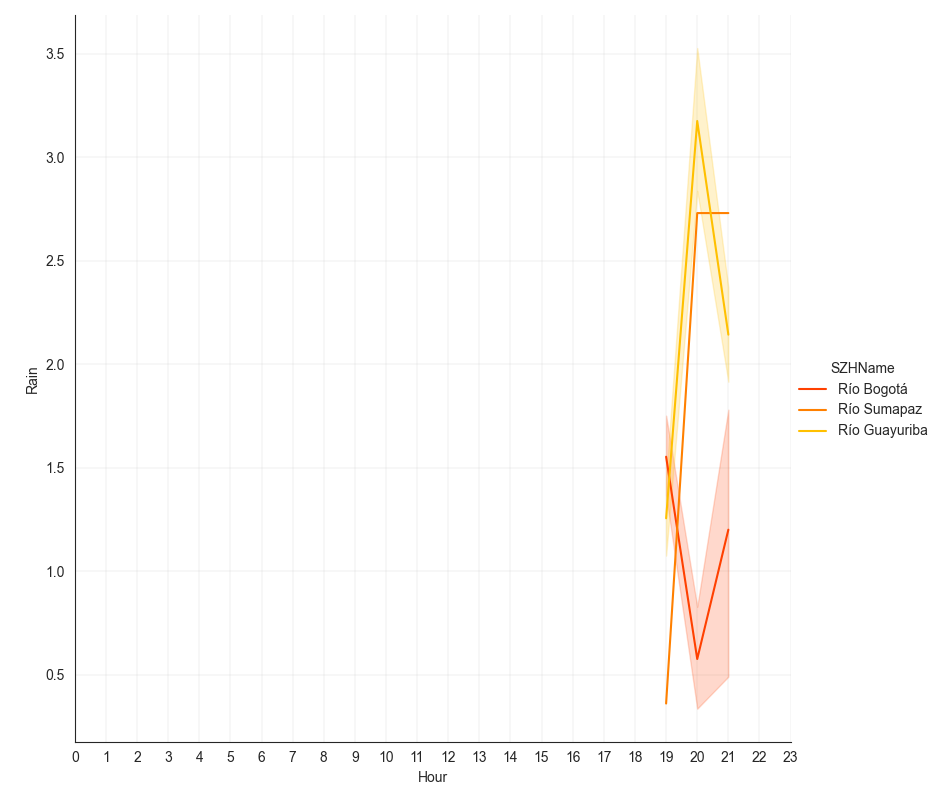 3.5
3.0
2.5
2.0
1.5
1.0
0.5
Rain
0 1 2 3 4 5 6 7 8 9 10 11 12 13 14 15 16 17 18 19 20 21 22 23
Hour
SZHName
Río Bogotá
Río Sumapaz
Río Guayuriba